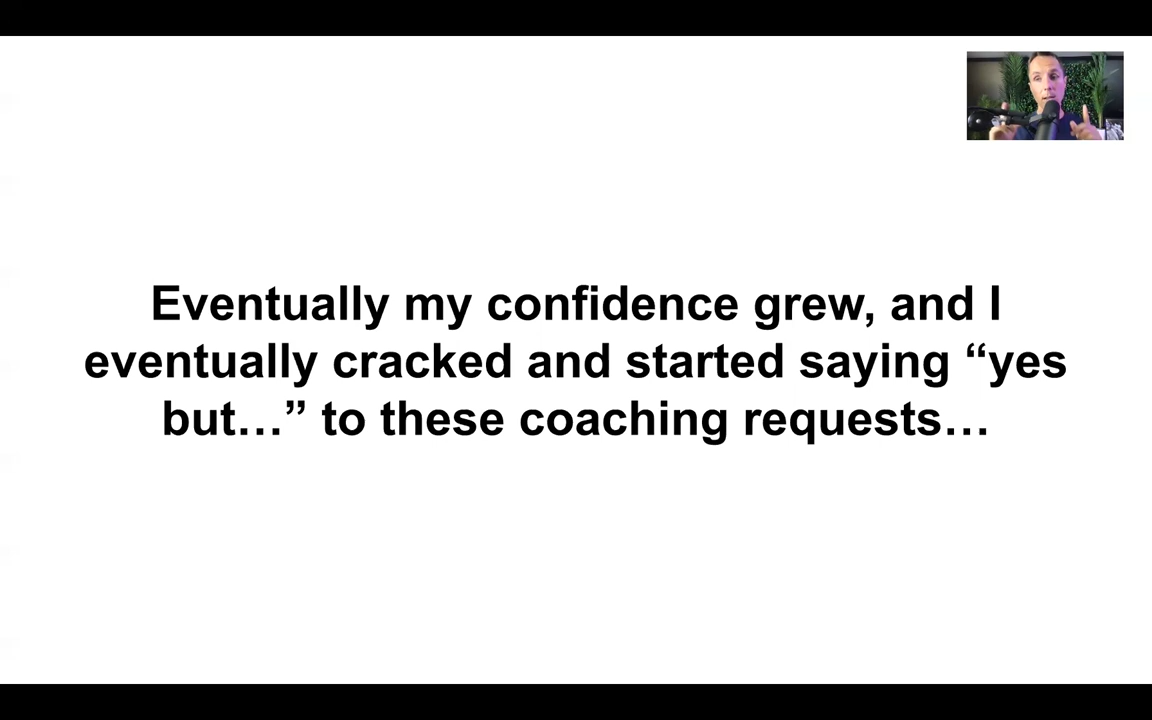 Eventually my confidence grew, and I
eventually cracked and started saying “yes
but…” to these coaching requests…